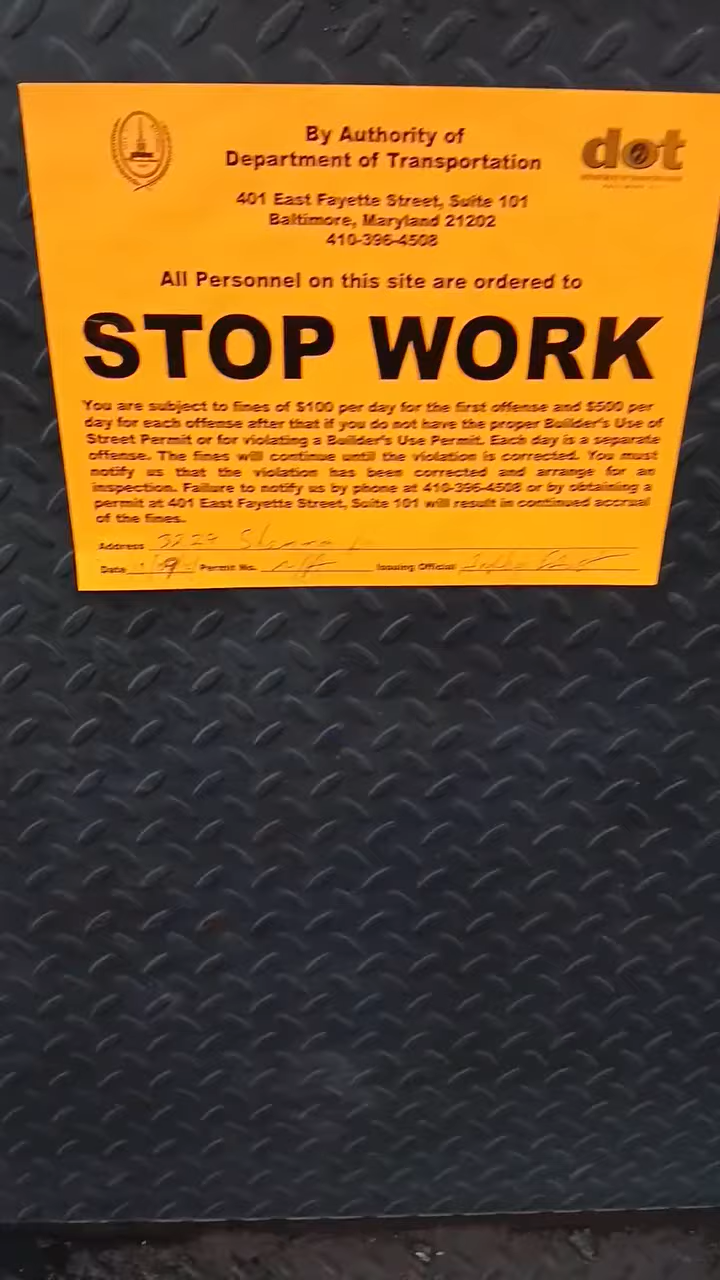 By Authority of
Department of Transportation
dot
401 East Fayette Street, Suite 101
Baltimore, Maryland 21202
410-396-4508
All Personnel on this site are ordered to
STOP WORK
You are subject to fines of $100 per day for the first offense and $500 per
day for each offense after that if you do not have the proper Builder's Use of
Street Permit or for violating a Builder's Use Permit. Each day is a separate
offense. The fines will continue until the violation is corrected. You must
notify us that the violation has been corrected and arrange for an
inspection. Failure to notify us by phone at 410-396-4508 or by obtaining a
permit at 401 East Fayette Street, Suite 101 will result in continued accrual
of the fines.
Address
Date Permit No. Issuing Official